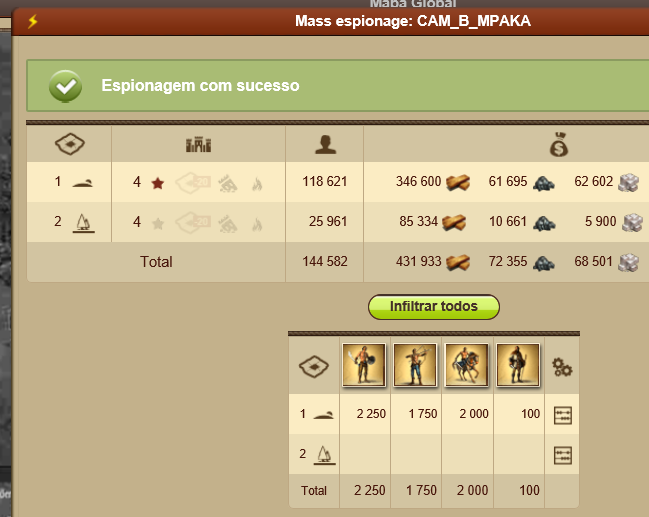 Mapa Global
Mass espionage: CAM_B_MPAKA
Espionagem com sucesso
1 4 118 621 346 600 61 695 62 602
2 4 25 961 85 334 10 661 5 900
Total 144 582 431 933 72 355 68 501
Infiltrar todos
1 2 250 1 750 2 000 100
2
Total 2 250 1 750 2 000 100